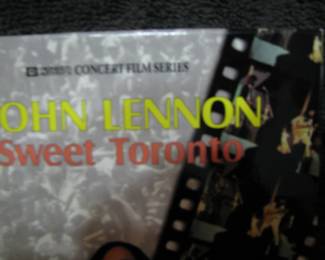 CONCERT FILM SERIES
OHN LENNON
Sweet Toronto